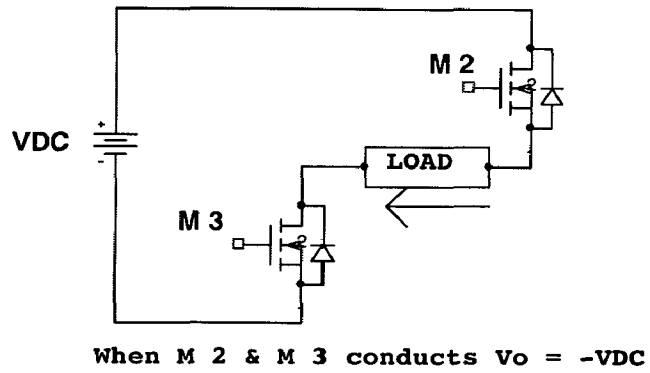 M 2
VDC
+
-
LOAD
M 3
When M 2 & M 3 conducts Vo = -VDC